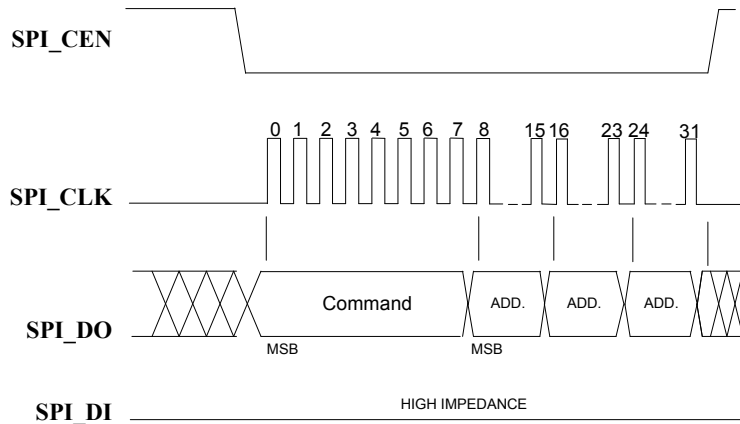 SPI_CEN
0 1 2 3 4 5 6 7 8 15 16 23 24 31
SPI_CLK
SPI_DO
Command ADD. ADD. ADD.
MSB MSB
SPI_DI
HIGH IMPEDANCE